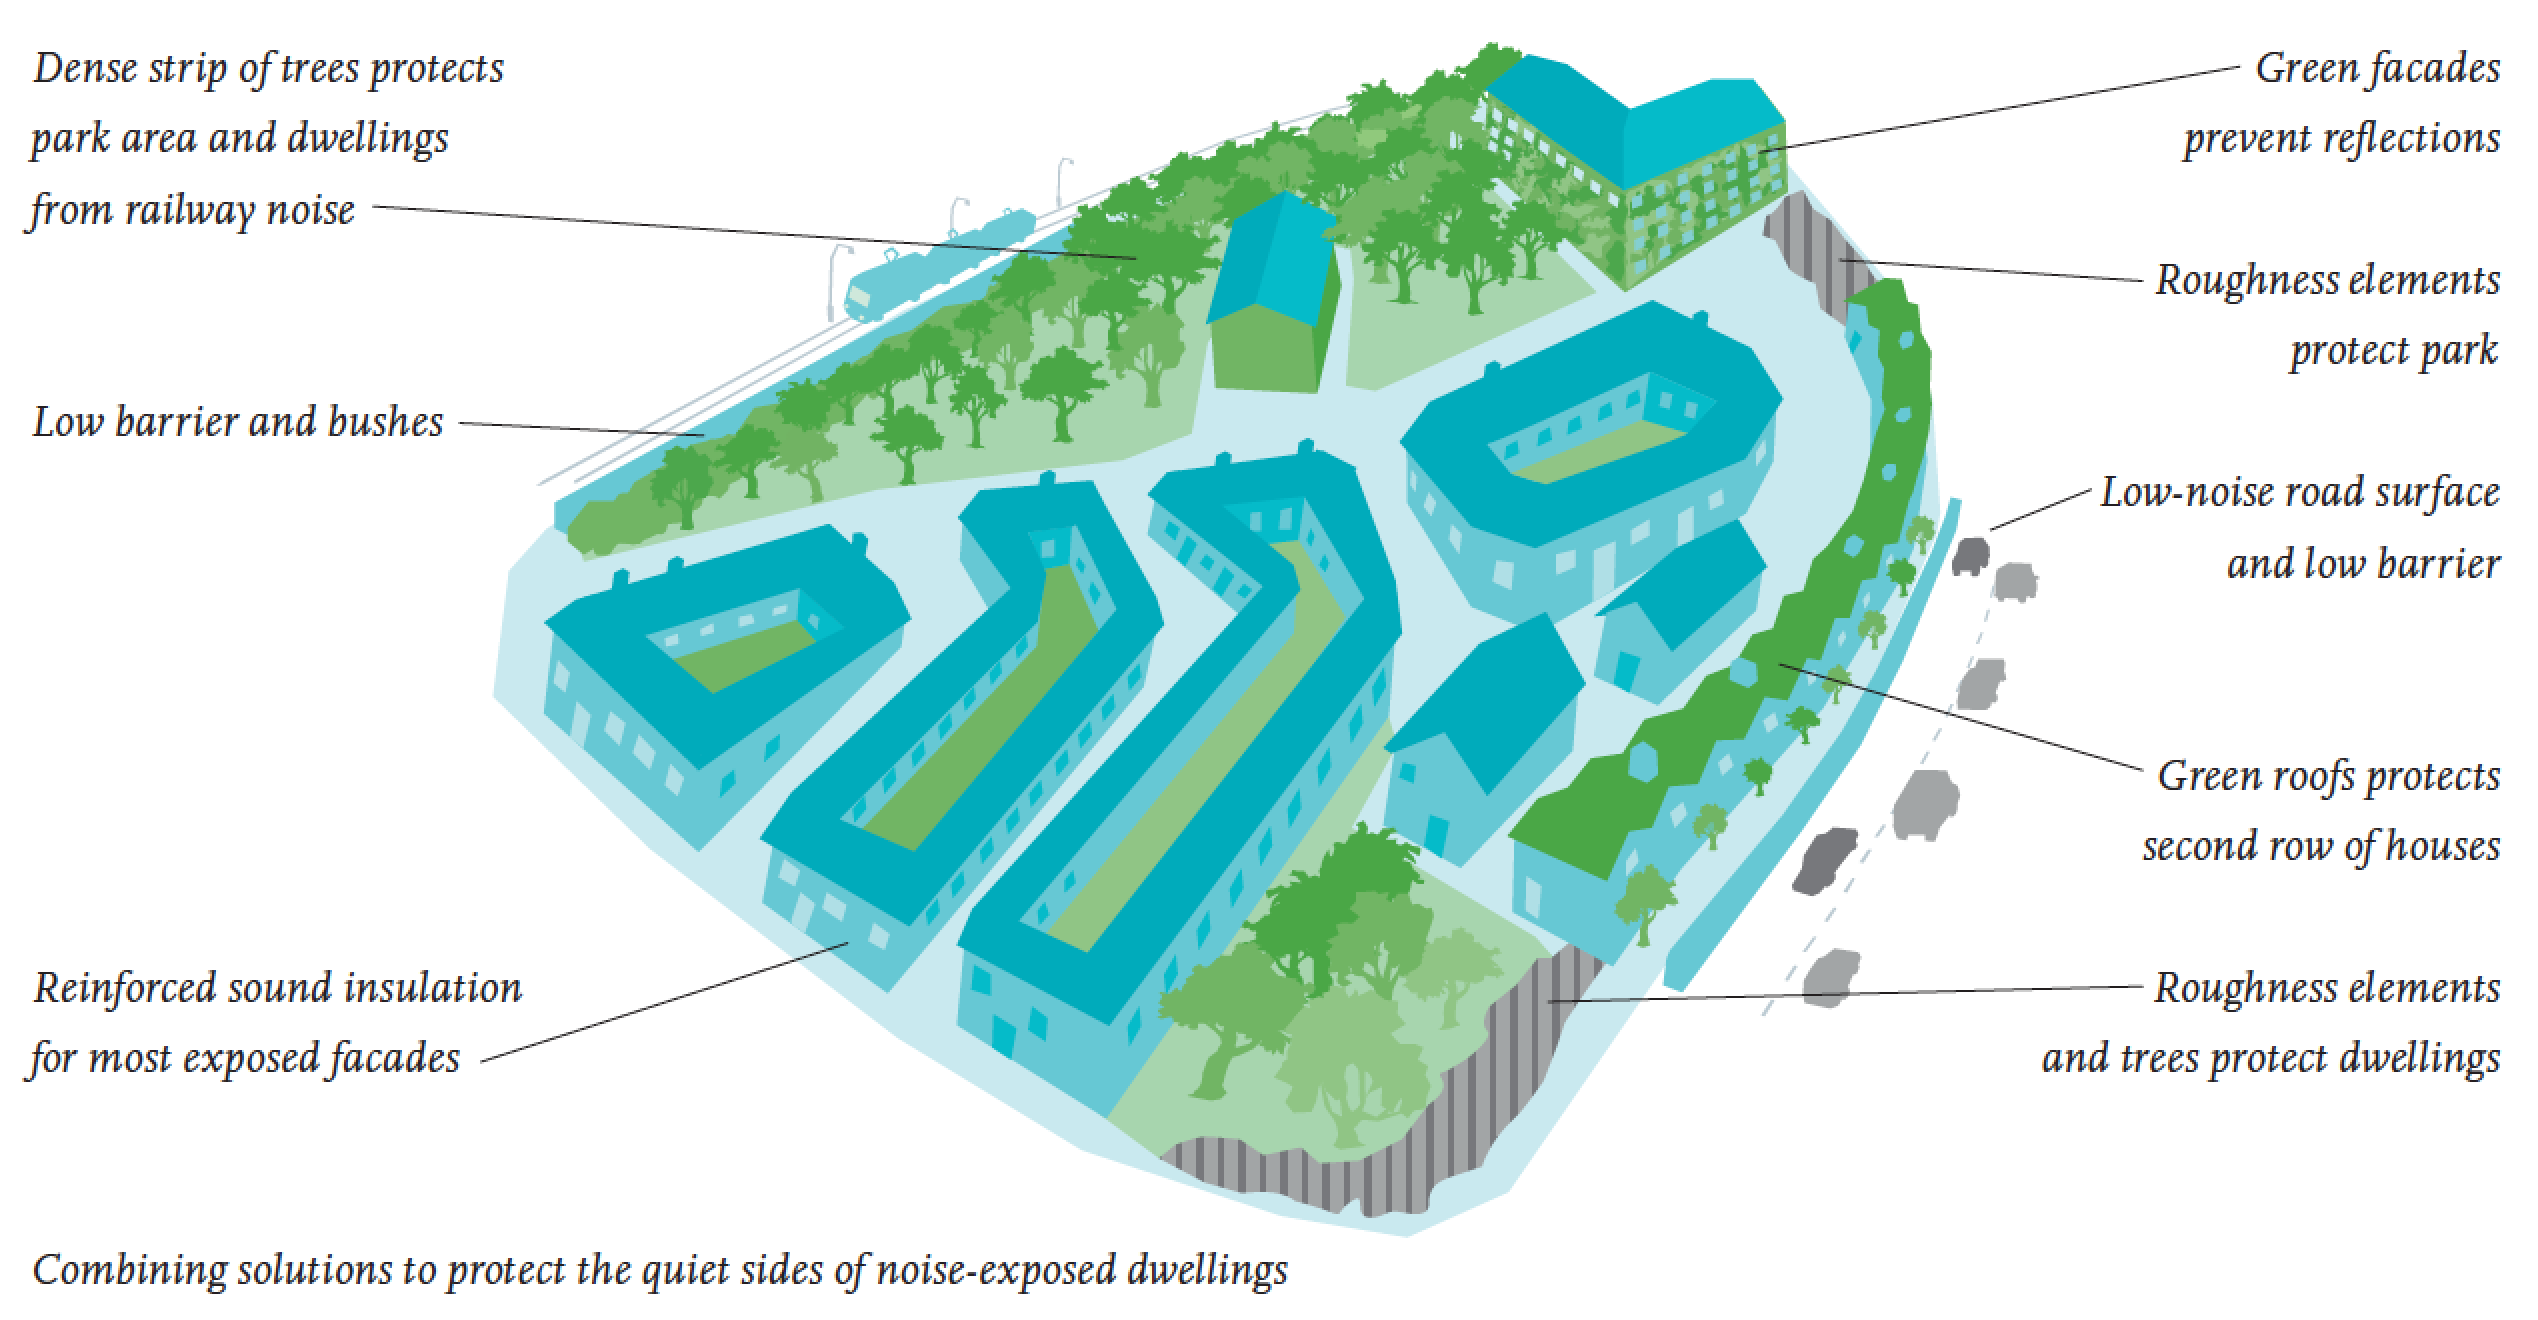 Dense strip of trees protects
park area and dwellings
from railway noise
Low barrier and bushes
Reinforced sound insulation
for most exposed facades
Green facades
prevent reflections
Roughness elements
protect park
Low-noise road surface
and low barrier
Green roofs protects
second row of houses
Roughness elements
and trees protect dwellings
Combining solutions to protect the quiet sides of noise-exposed dwellings